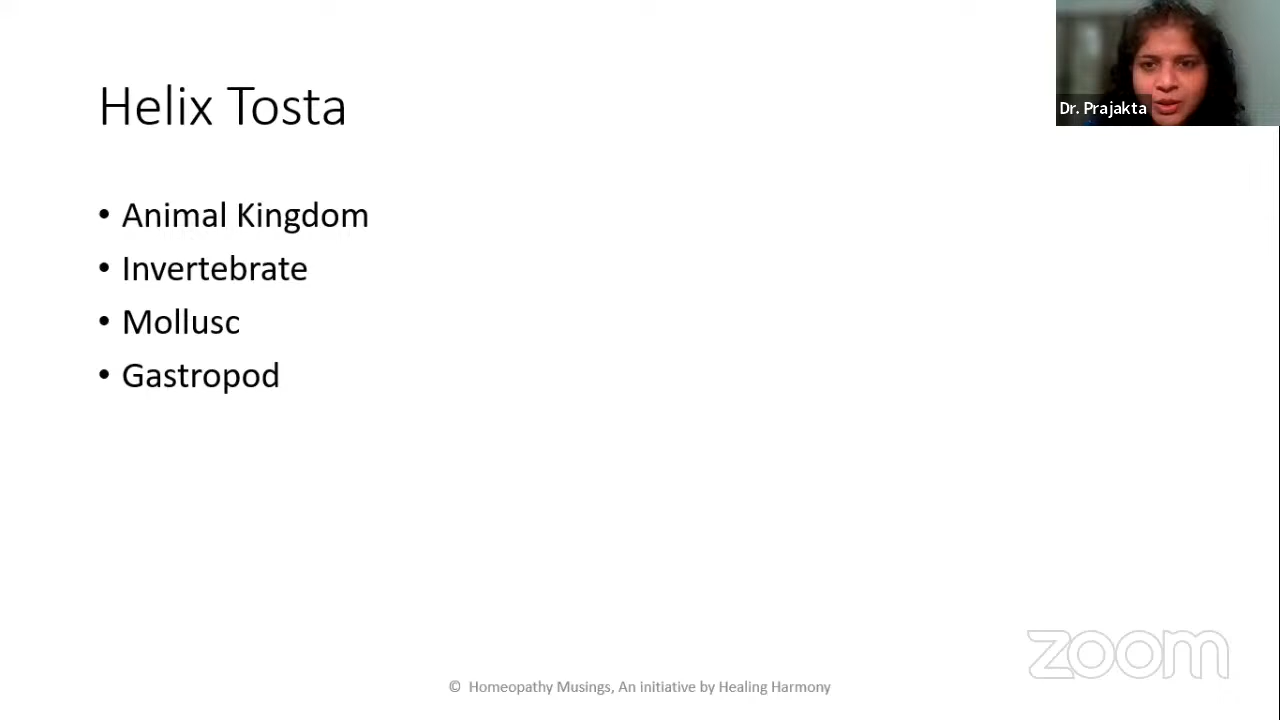 Helix Tosta
Dr. Prajakta
• Animal Kingdom
• Invertebrate
• Mollusc
• Gastropod
zoom
© Homeopathy Musings, An initiative by Healing Harmony